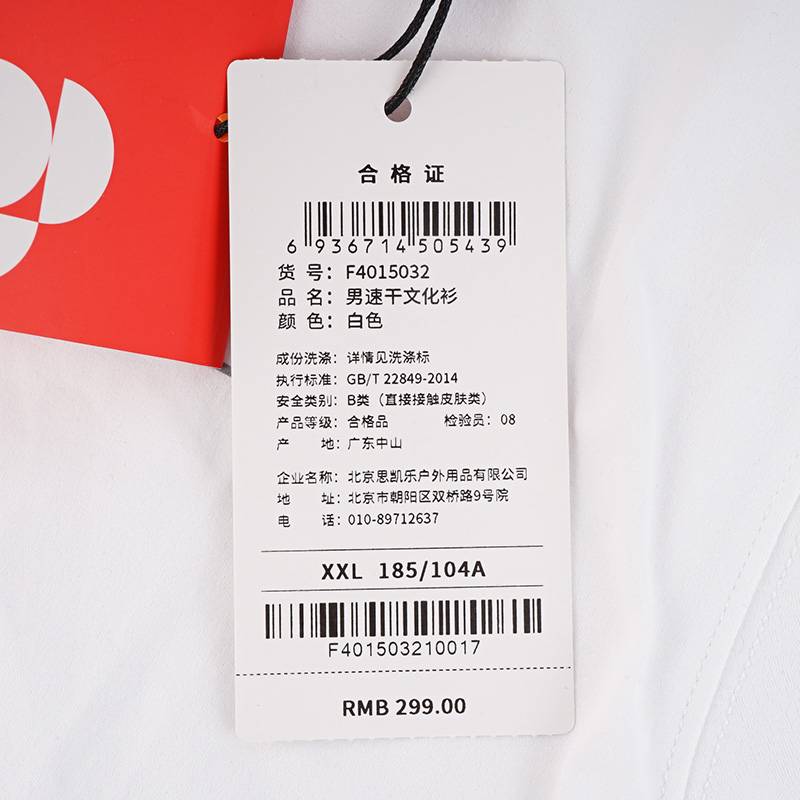 合格证
6 936714 505439
货 号：F4015032
品 名：男速干文化衫
颜 色：白色
成份洗涤：详情见洗涤标
执行标准：GB/T 22849-2014
安全类别：B类（直接接触皮肤类）
产品等级：合格品 检验员：08
产 地：广东中山
企业名称：北京思凯乐户外用品有限公司
地 址：北京市朝阳区双桥路9号院
电 话：010-89712637
XXL 185/104A
F401503210017
RMB 299.00